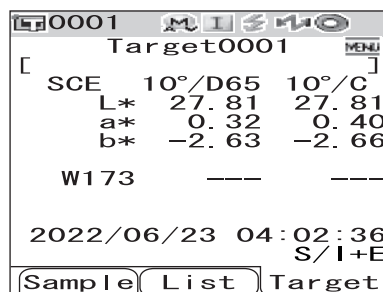 0001 M I
Target0001 MENU
[ ]
SCE 10°/D65 10°/C
L* 27.81 27.81
a* 0.32 0.40
b* −2.63 −2.66
W173 ––– –––
2022/06/23 04:02:36
S/I+E
Sample List Target